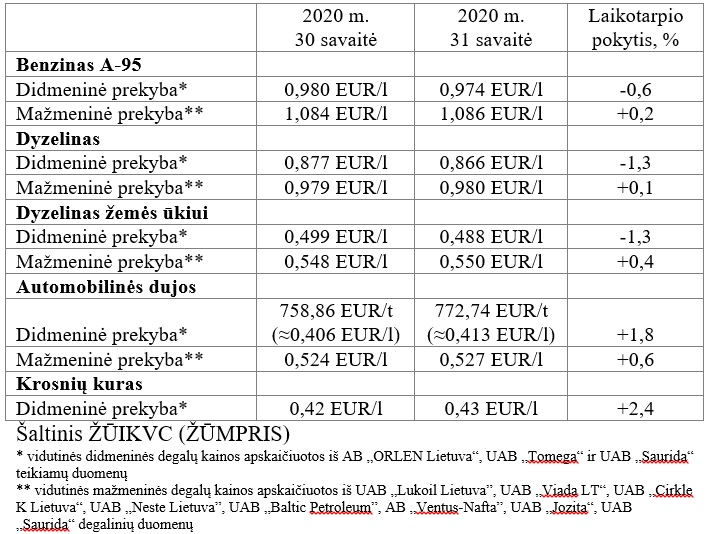 2020 m. 2020 m. Laikotarpio
30 savaitė 31 savaitė pokytis, %
Benzinas A-95
Didmeninė prekyba* 0,980 EUR/l 0,974 EUR/l -0,6
Mažmeninė prekyba** 1,084 EUR/l 1,086 EUR/l +0,2
Dyzelinas
Didmeninė prekyba* 0,877 EUR/l 0,866 EUR/l -1,3
Mažmeninė prekyba** 0,979 EUR/l 0,980 EUR/l +0,1
Dyzelinas žemės ūkiui
Didmeninė prekyba* 0,499 EUR/l 0,488 EUR/l -1,3
Mažmeninė prekyba** 0,548 EUR/l 0,550 EUR/l +0,4
Automobilinės dujos
758,86 EUR/t 772,74 EUR/t
Didmeninė prekyba* (≈0,406 EUR/l) (≈0,413 EUR/l) +1,8
Mažmeninė prekyba** 0,524 EUR/l 0,527 EUR/l +0,6
Krosnių kuras
Didmeninė prekyba* 0,42 EUR/l 0,43 EUR/l +2,4
Šaltinis ŽŪIKVC (ŽŪMPRIS)
* vidutinės didmeninės degalų kainos apskaičiuotos iš AB „ORLEN Lietuva“, UAB „Tomega“ ir UAB „Saurida“
teikiamų duomenų
** vidutinės mažmeninės degalų kainos apskaičiuotos iš UAB „Lukoil Lietuva”, UAB „Viada LT“, UAB „Cirkle
K Lietuva“, UAB „Neste Lietuva”, UAB „Baltic Petroleum”, AB „Ventus-Nafta”, UAB „Jozita“, UAB
„Saurida“ degalinių duomenų